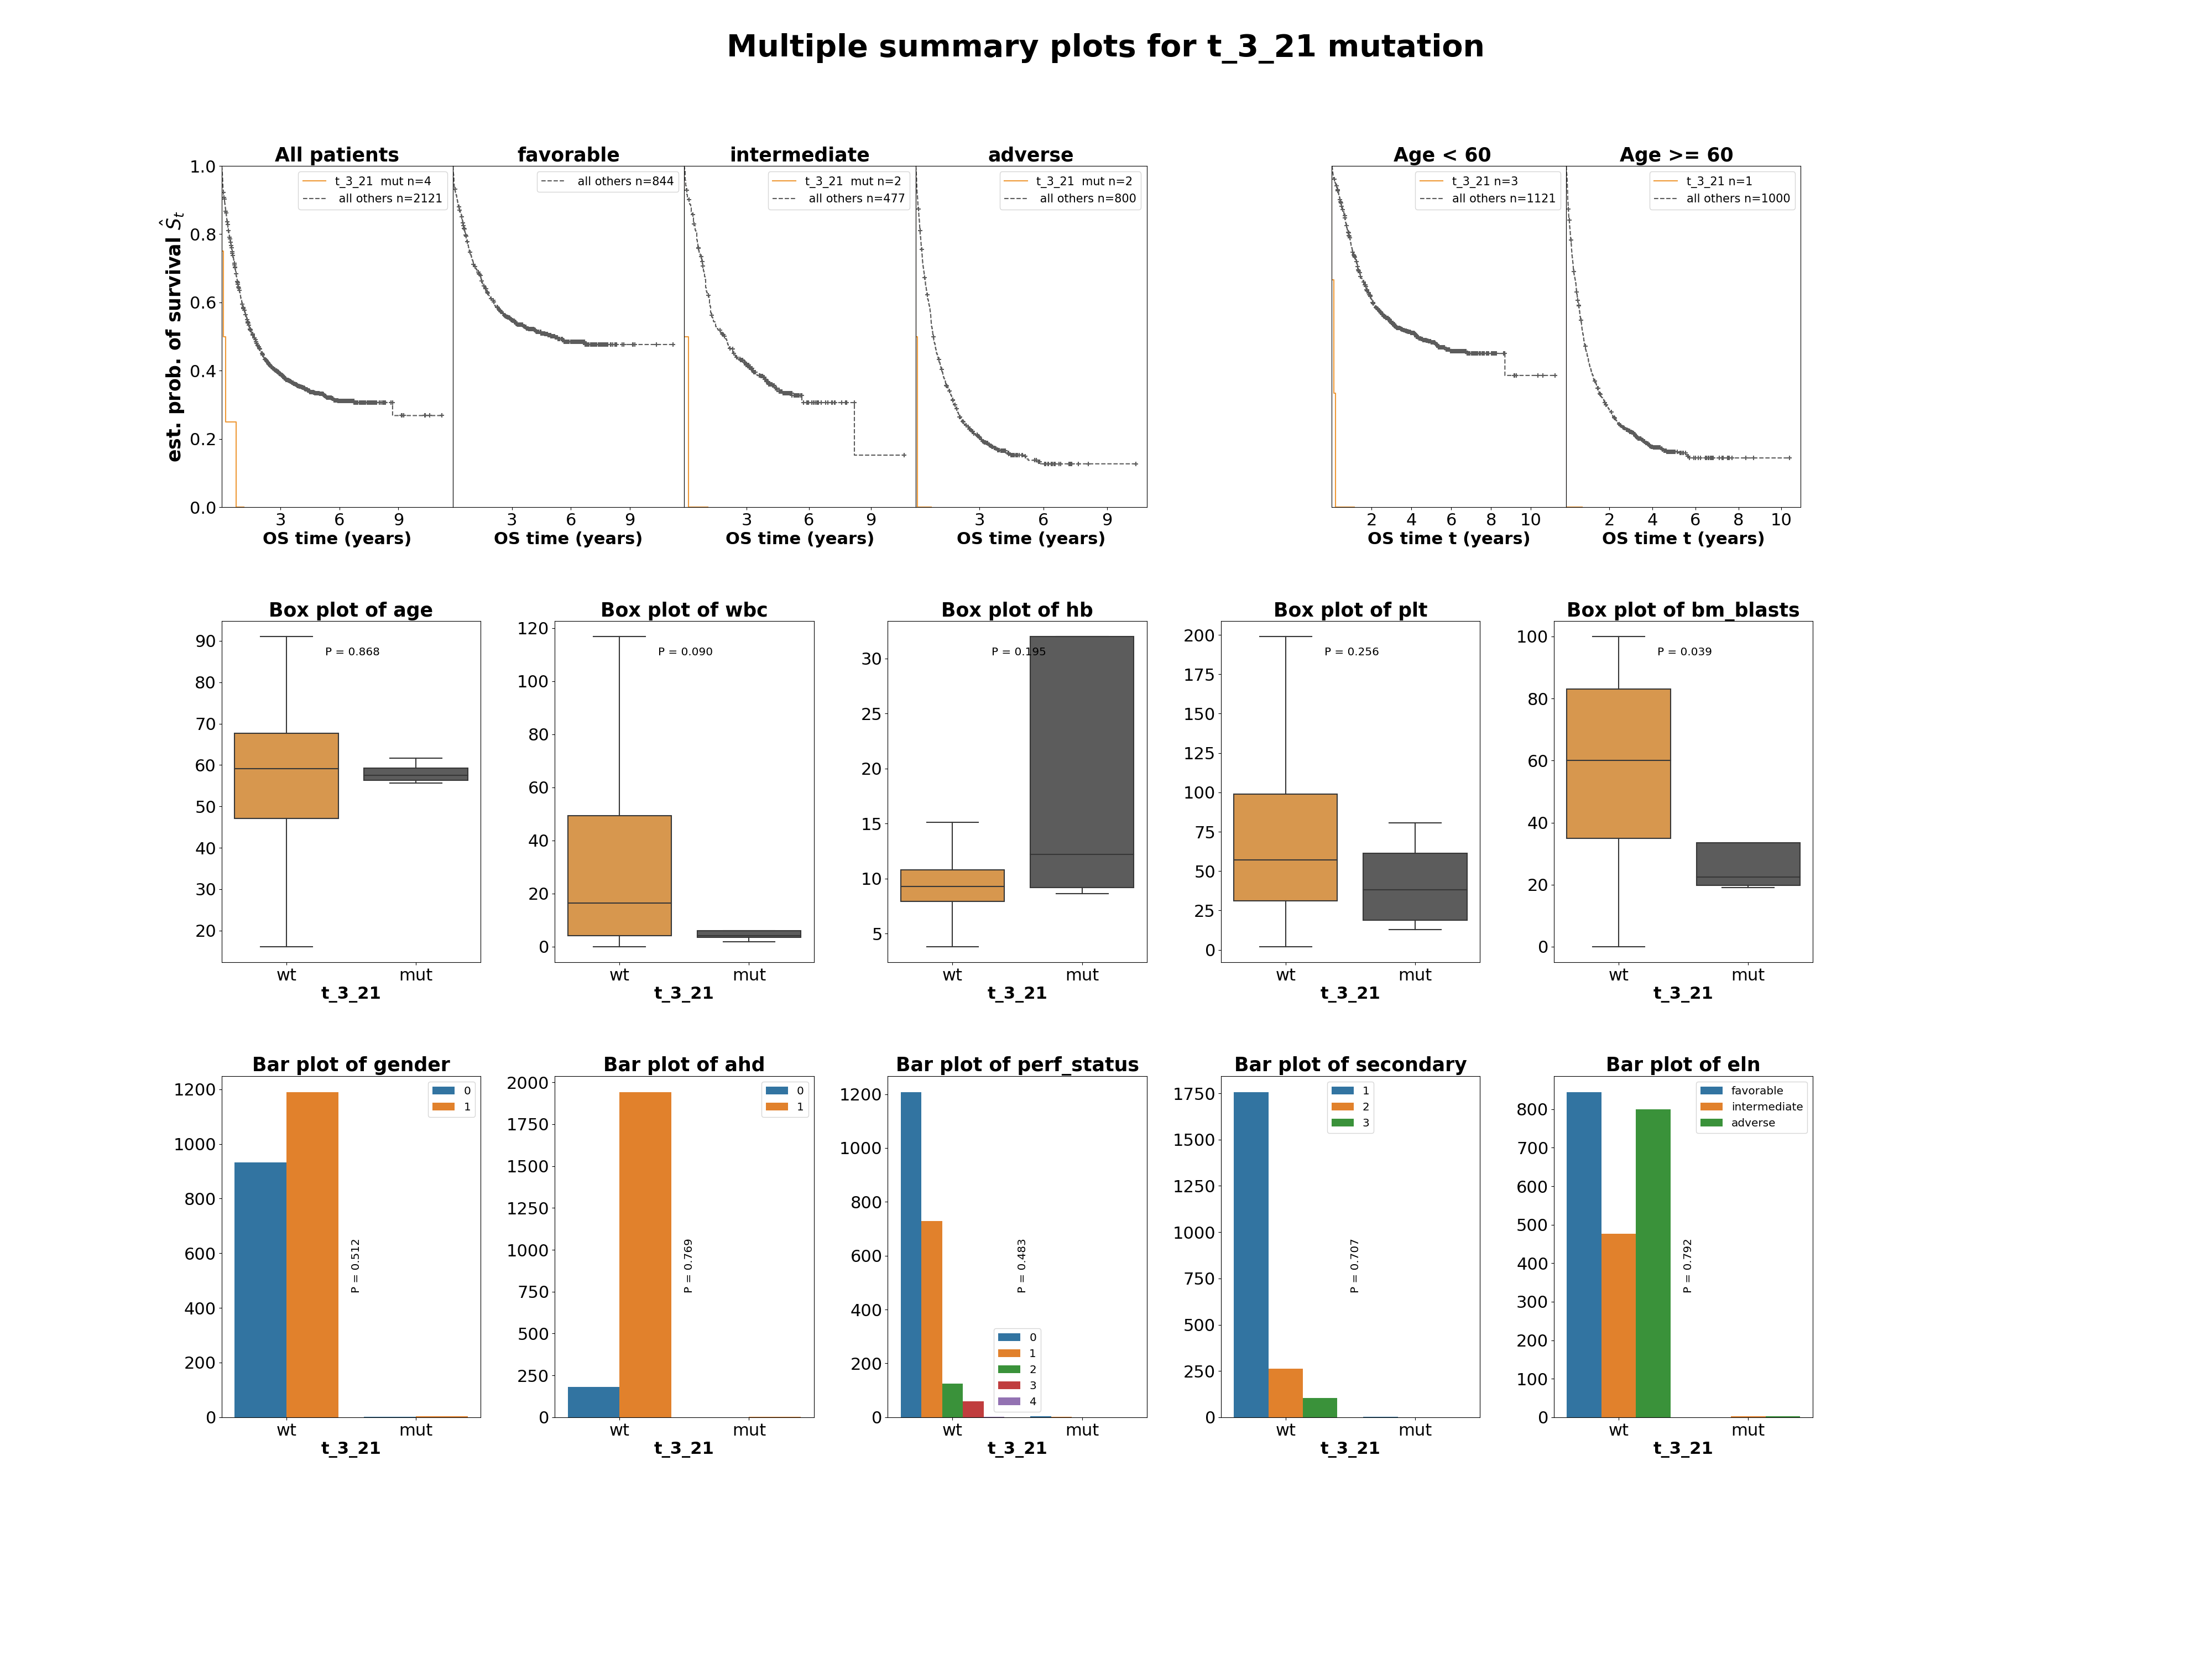 Multiple summary plots for t_3_21 mutation
All patients
favorable
intermediate
adverse
Age < 60
Age >= 60
t_3_21  mut n=4
all others n=2121
all others n=844
t_3_21  mut n=2
all others n=477
t_3_21  mut n=2
all others n=800
t_3_21 n=3
all others n=1121
t_3_21 n=1
all others n=1000
est. prob. of survival Ŝt
1.0
0.8
0.6
0.4
0.2
0.0
3 6 9
3 6 9
3 6 9
3 6 9
2 4 6 8 10
2 4 6 8 10
OS time (years)
OS time (years)
OS time (years)
OS time (years)
OS time t (years)
OS time t (years)
Box plot of age
P = 0.868
90
80
70
60
50
40
30
20
wt mut
t_3_21
Box plot of wbc
P = 0.090
120
100
80
60
40
20
0
wt mut
t_3_21
Box plot of hb
P = 0.195
30
25
20
15
10
5
wt mut
t_3_21
Box plot of plt
P = 0.256
200
175
150
125
100
75
50
25
0
wt mut
t_3_21
Box plot of bm_blasts
P = 0.039
100
80
60
40
20
0
wt mut
t_3_21
Bar plot of gender
0
1
P = 0.512
1200
1000
800
600
400
200
0
wt mut
t_3_21
Bar plot of ahd
0
1
P = 0.769
2000
1750
1500
1250
1000
750
500
250
0
wt mut
t_3_21
Bar plot of perf_status
P = 0.483
0
1
2
3
4
1200
1000
800
600
400
200
0
wt mut
t_3_21
Bar plot of secondary
1
2
3
P = 0.707
1750
1500
1250
1000
750
500
250
0
wt mut
t_3_21
Bar plot of eln
favorable
intermediate
adverse
P = 0.792
800
700
600
500
400
300
200
100
0
wt mut
t_3_21